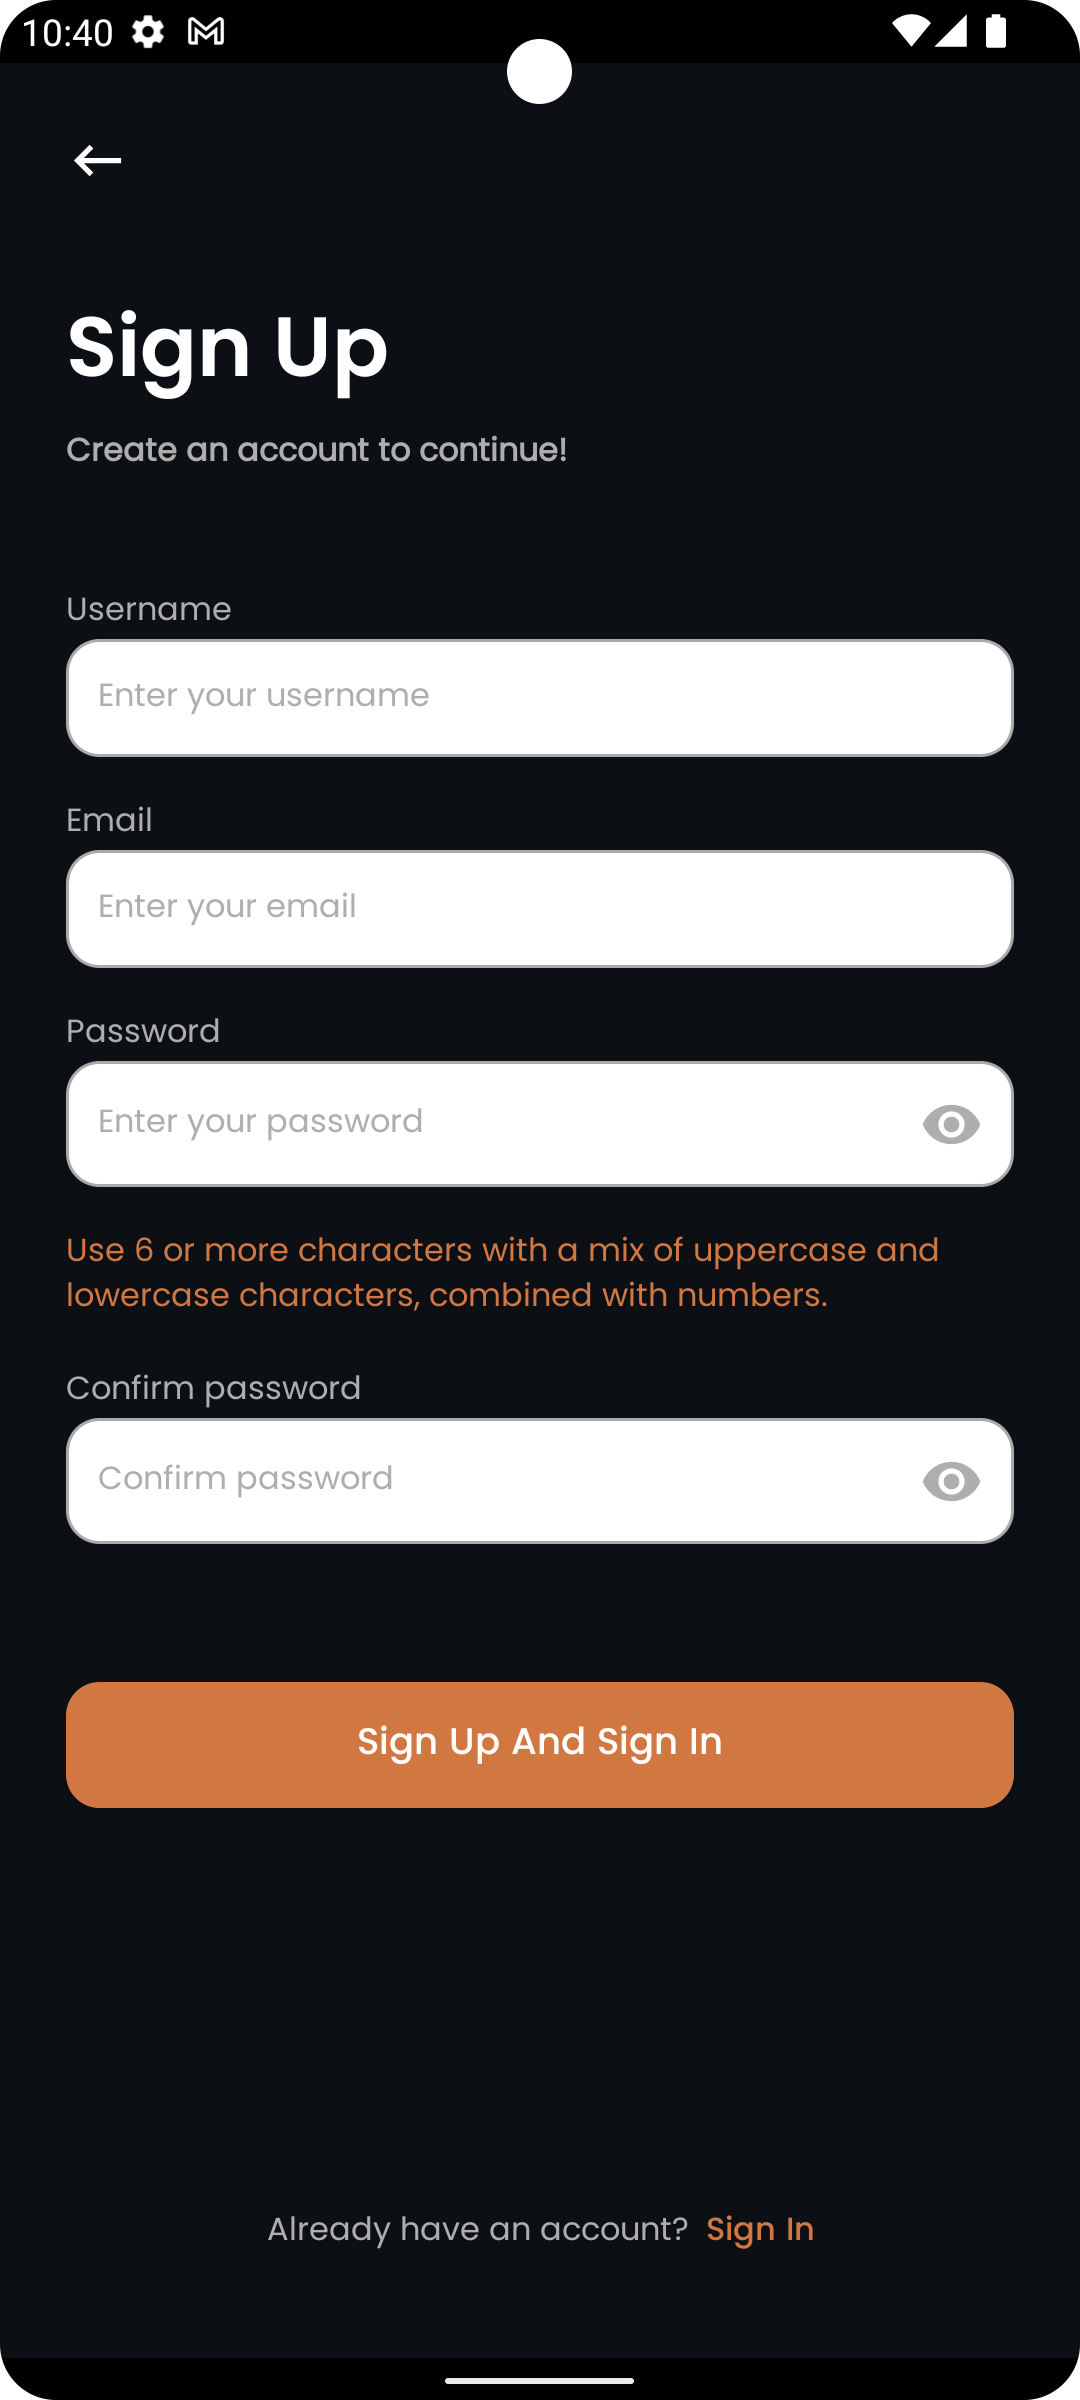 10:40
Sign Up
Create an account to continue!
Username
Enter your username
Email
Enter your email
Password
Enter your password
Use 6 or more characters with a mix of uppercase and
lowercase characters, combined with numbers.
Confirm password
Confirm password
Sign Up And Sign In
Already have an account? Sign In